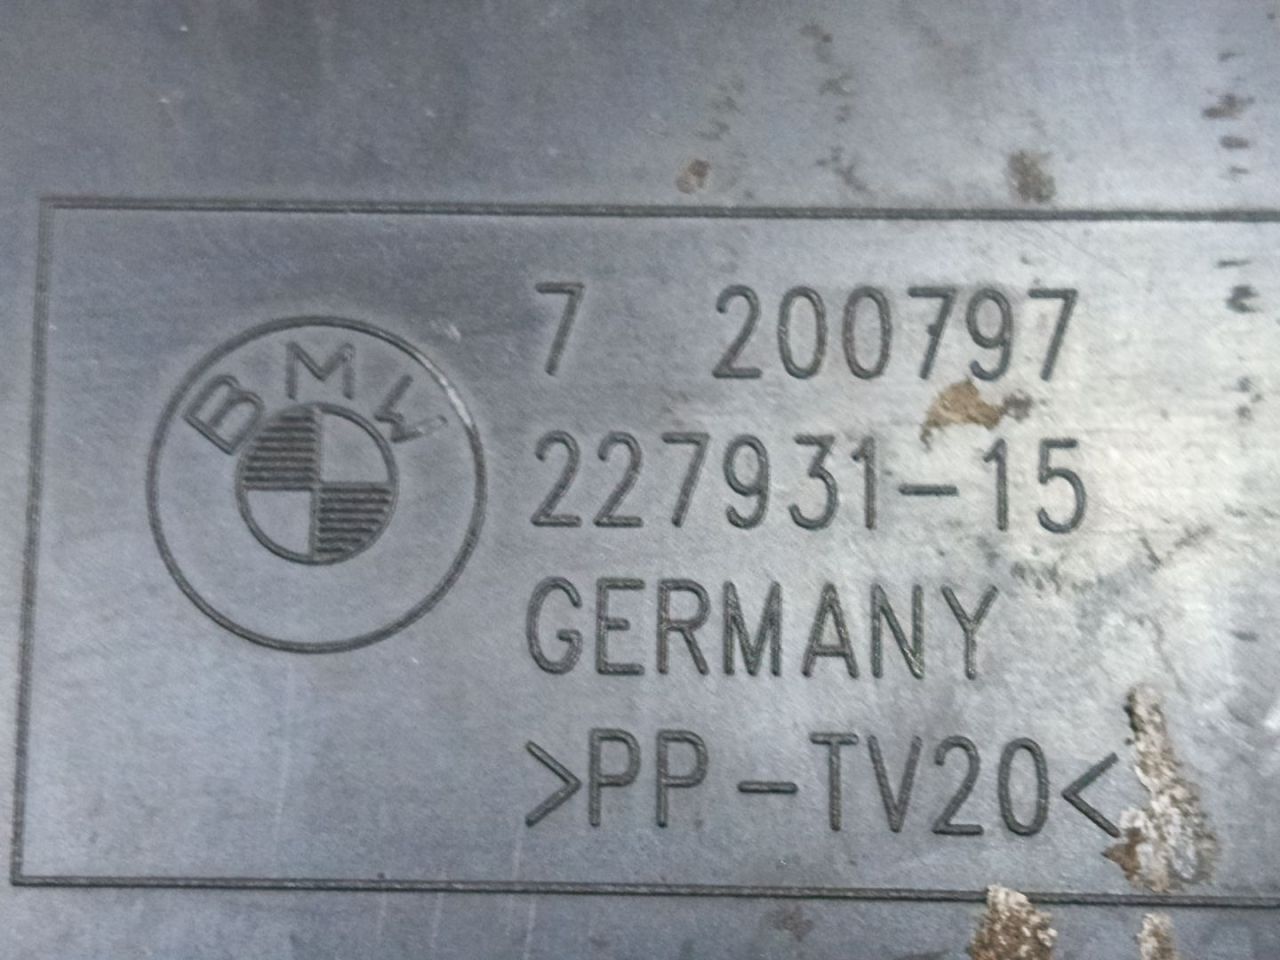 BMW
7 200797
227931-15
GERMANY
>PP-TV20<